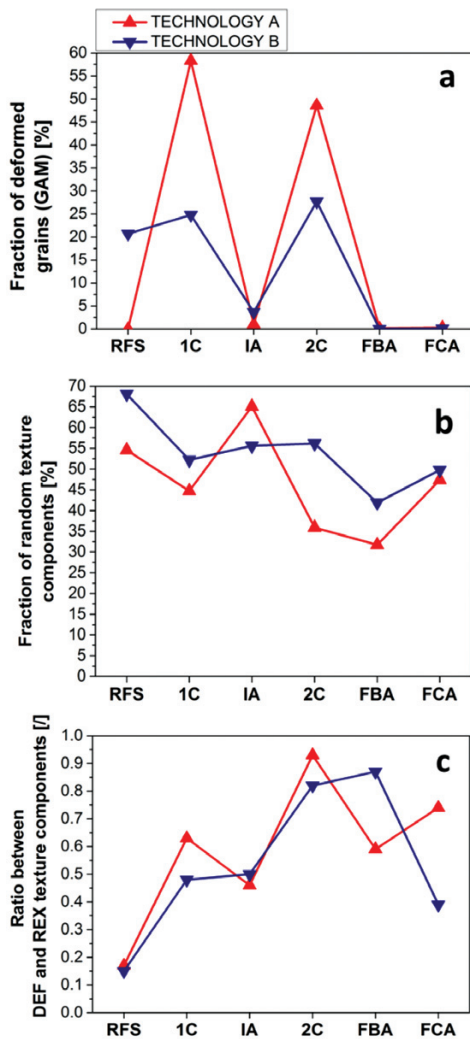 TECHNOLOGY A
TECHNOLOGY B
a
Fraction of deformed
grains (GAM) [%]
60
55
50
45
40
35
30
25
20
15
10
5
0
RFS 1C IA 2C FBA FCA
b
Fraction of random texture
components [%]
70
65
60
55
50
45
40
35
30
25
20
15
10
5
0
RFS 1C IA 2C FBA FCA
c
Ratio between
DEF and REX texture components [/]
1.0
0.9
0.8
0.7
0.6
0.5
0.4
0.3
0.2
0.1
0.0
RFS 1C IA 2C FBA FCA